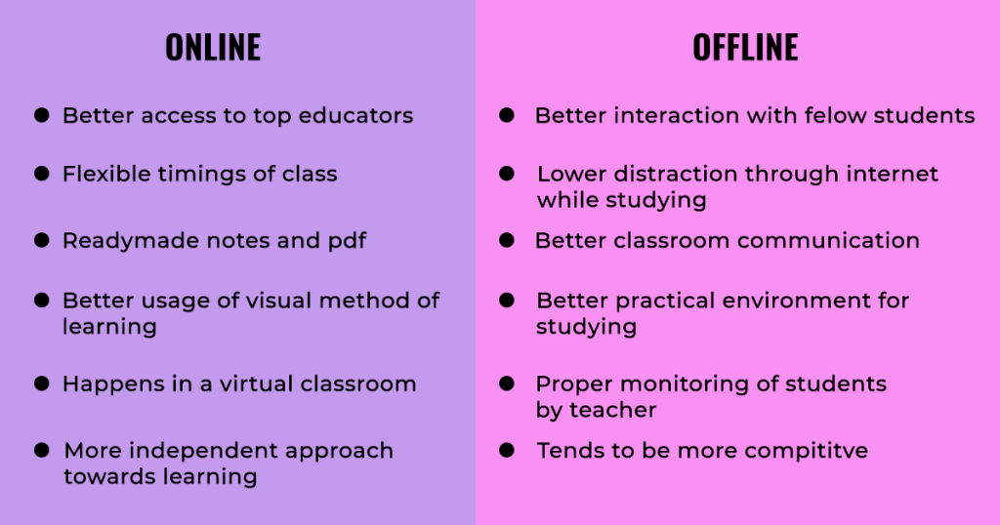 ONLINE
Better access to top educators
Flexible timings of class
Readymade notes and pdf
Better usage of visual method of
learning
Happens in a virtual classroom
More independent approach
towards learning
OFFLINE
Better interaction with felow students
Lower distraction through internet
while studying
Better classroom communication
Better practical environment for
studying
Proper monitoring of students
by teacher
Tends to be more compititve